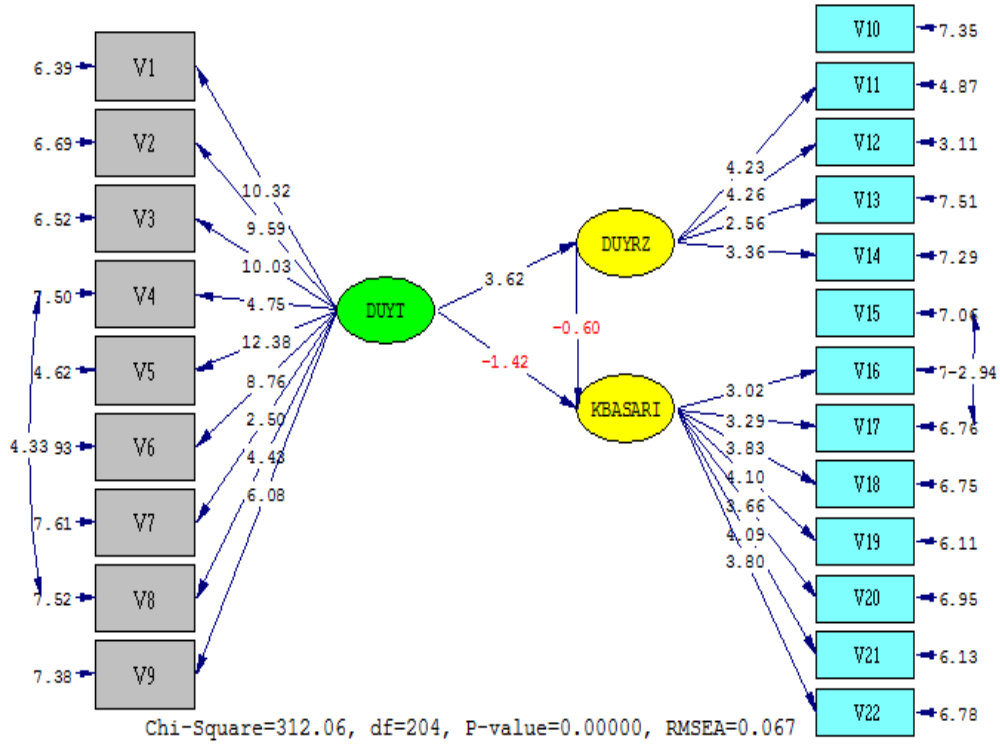 6.39 V1
6.69 V2
6.52 V3
7.50 V4
4.62 V5
4.33 93 V6
7.61 V7
7.52 V8
7.38 V9
10.32
9.59
10.03
4.75
12.38
8.76
2.50
4.43
6.08
DUYT
3.62
-1.42
DUYRZ
-0.60
KBASARI
4.23
4.26
2.56
3.36
3.02
3.29
3.83
4.10
3.66
4.09
3.80
V10 7.35
V11 4.87
V12 3.11
V13 7.51
V14 7.29
V15 7.06
V16 7-2.94
V17 6.76
V18 6.75
V19 6.11
V20 6.95
V21 6.13
V22 6.78
Chi-Square=312.06, df=204, P-value=0.00000, RMSEA=0.067